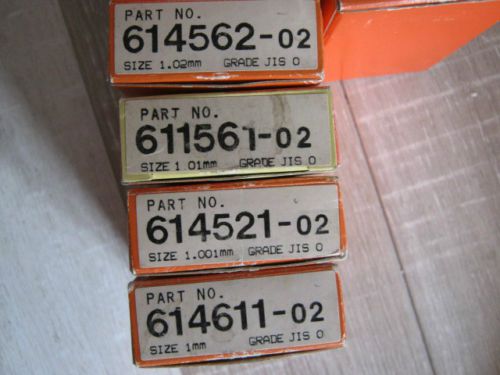 PART NO.
614562-02
SIZE 1.02mm GRADE JIS 0
PART NO.
611561-02
SIZE 1.01mm GRADE JIS 0
PART NO.
614521-02
SIZE 1.001mm GRADE JIS 0
PART NO.
614611-02
SIZE 1mm GRADE JIS 0